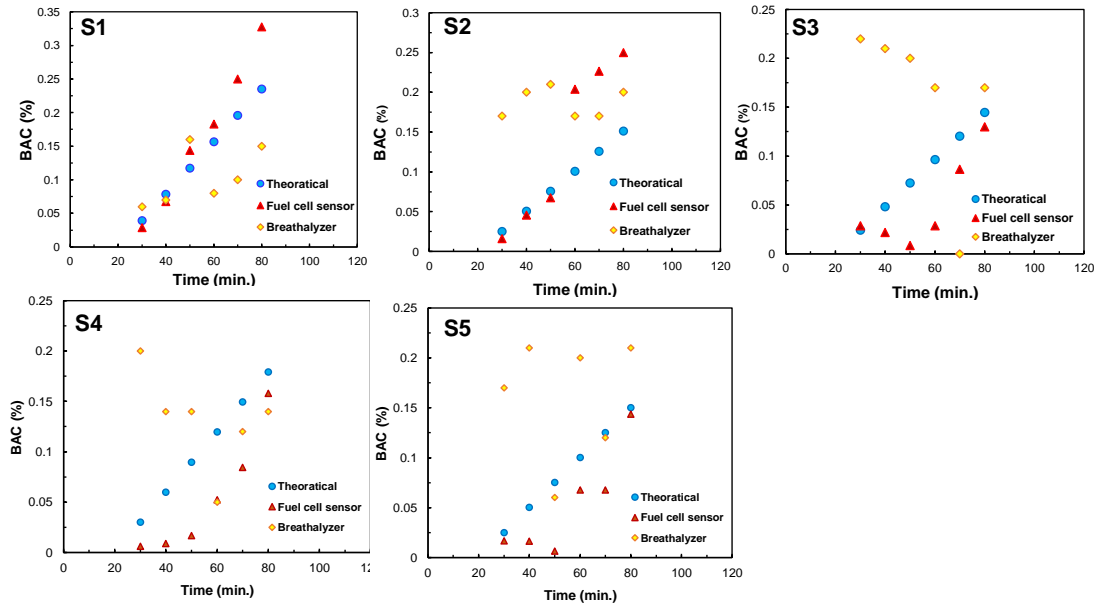 S1
BAC (%)
0.35
0.3
0.25
0.2
0.15
0.1
0.05
0
0 20 40 60 80 100 120
Time (min.)
Theoratical
Fuel cell sensor
Breathalyzer
S2
BAC (%)
0.3
0.25
0.2
0.15
0.1
0.05
0
0 20 40 60 80 100 120
Time (min.)
Theoratical
Fuel cell sensor
Breathalyzer
S3
BAC (%)
0.25
0.2
0.15
0.1
0.05
0
0 20 40 60 80 100 120
Time (min.)
Theoratical
Fuel cell sensor
Breathalyzer
S4
BAC (%)
0.25
0.2
0.15
0.1
0.05
0
0 20 40 60 80 100 120
Time (min.)
Theoratical
Fuel cell sensor
Breathalyzer
S5
BAC (%)
0.25
0.2
0.15
0.1
0.05
0
0 20 40 60 80 100 120
Time (min.)
Theoratical
Fuel cell sensor
Breathalyzer